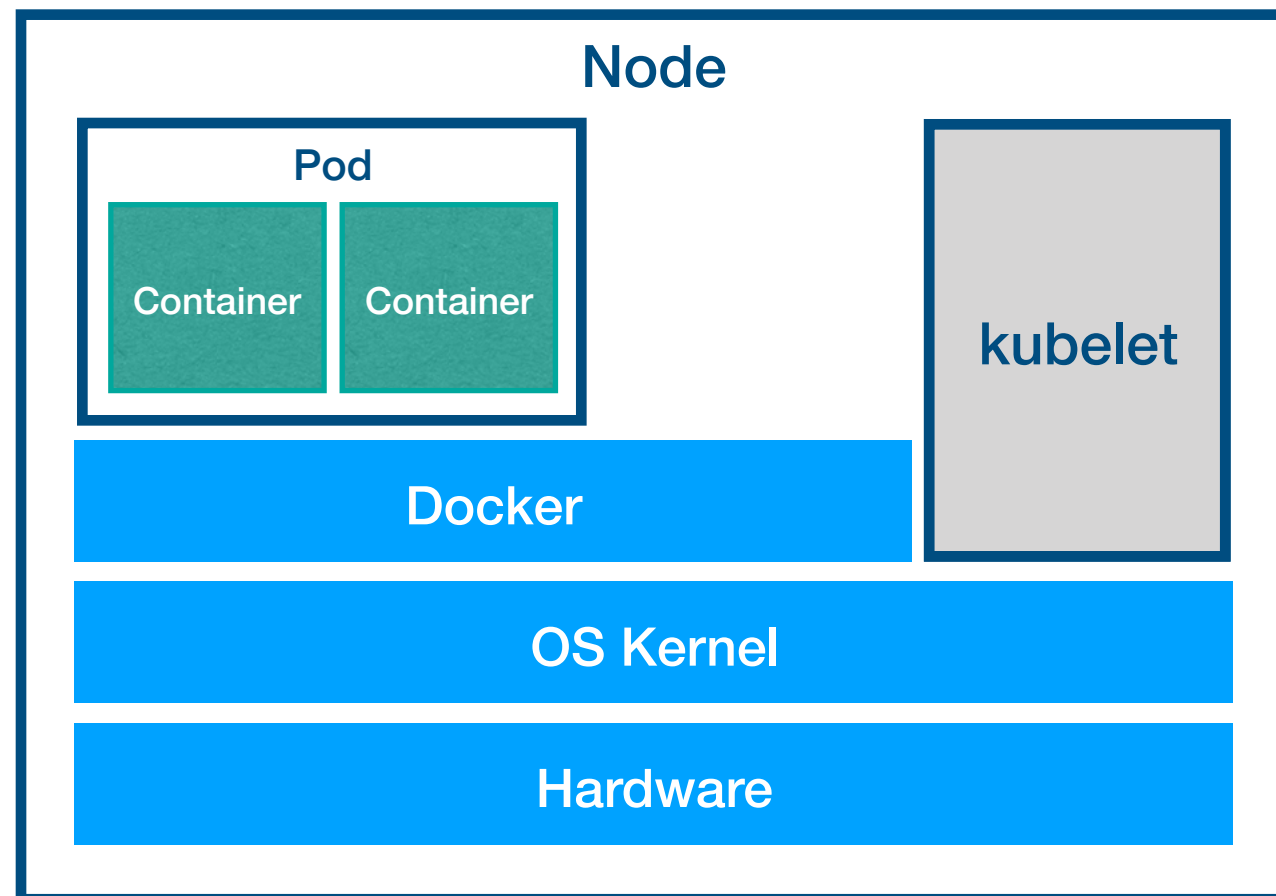 Node
Pod
Container
Container
kubelet
Docker
OS Kernel
Hardware